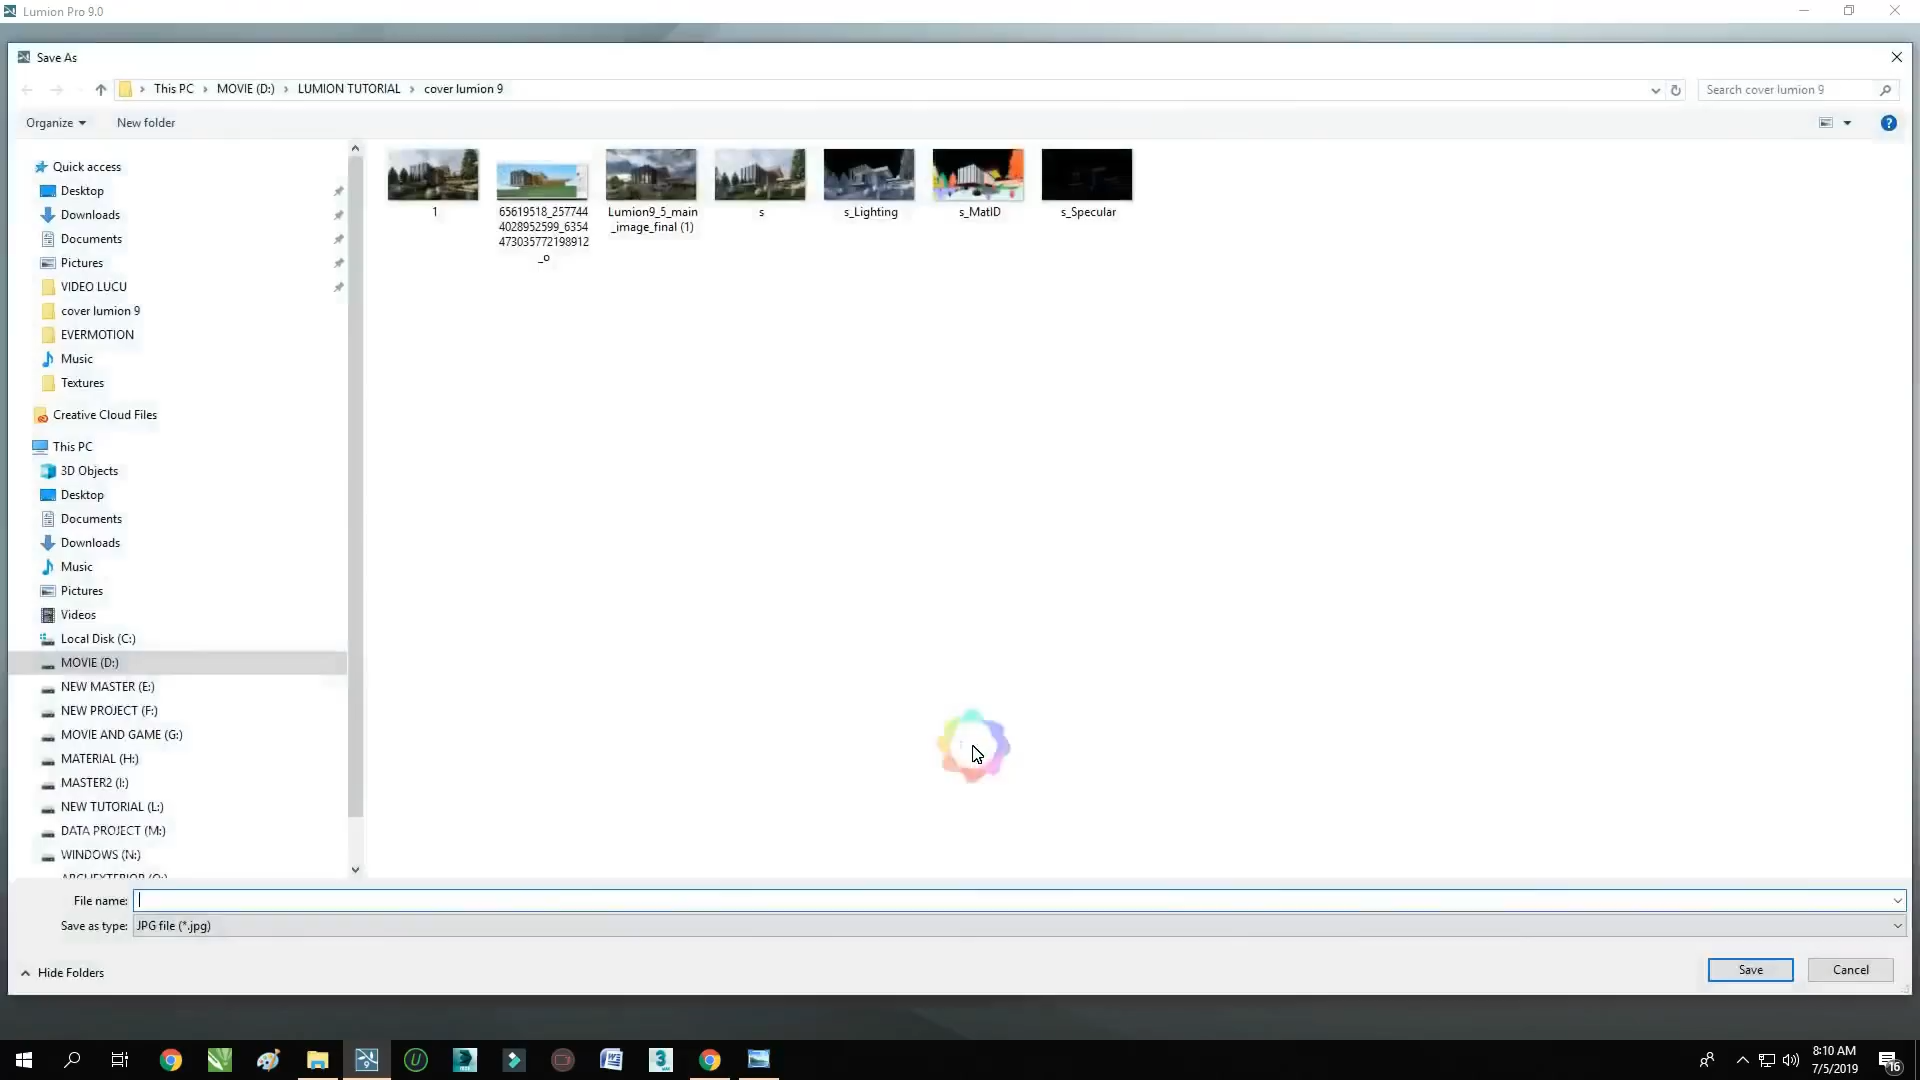 Lumion Pro 9.0
Save As
This PC
MOVIE (D:)
LUMION TUTORIAL
cover lumion 9
Search cover lumion 9
Organize
New folder
Quick access
Desktop
Downloads
Documents
Pictures
VIDEO LUCU
cover lumion 9
EVERMOTION
Music
Textures
Creative Cloud Files
This PC
3D Objects
Desktop
Documents
Downloads
Music
Pictures
Videos
Local Disk (C:)
MOVIE (D:)
NEW MASTER (E:)
NEW PROJECT (F:)
MOVIE AND GAME (G:)
MATERIAL (H:)
MASTER2 (I:)
NEW TUTORIAL (L:)
DATA PROJECT (M:)
WINDOWS (N:)
1
65619518_257744
4028952599_6354
473035772198912
_o
Lumion9_5_main
_image_final (1)
s
s_Lighting
s_MatID
s_Specular
File name:
Save as type: JPG file (*.jpg)
Hide Folders
Save
Cancel
8:10 AM
7/5/2019
16